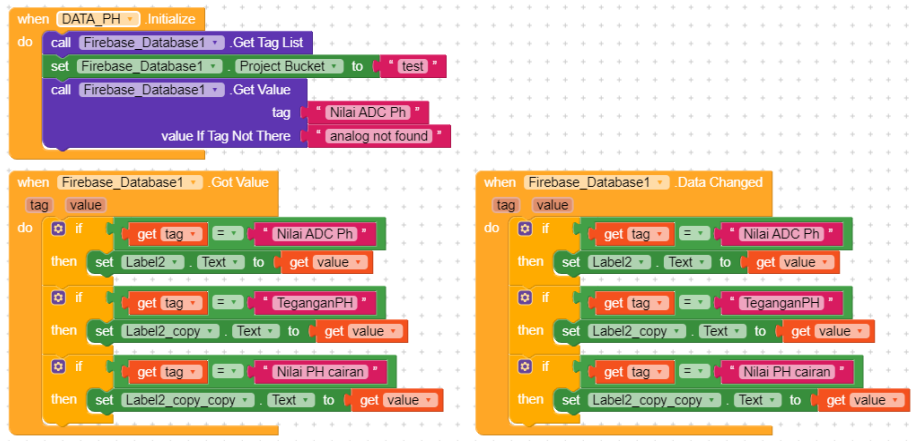 when DATA_PH .Initialize
do call Firebase_Database1 .Get Tag List
set Firebase_Database1 . Project Bucket to " test "
call Firebase_Database1 .Get Value
tag " Nilai ADC Ph "
value If Tag Not There " analog not found "
when Firebase_Database1 .Got Value
tag value
do if get tag = " Nilai ADC Ph "
then set Label2 . Text to get value
if get tag = " TeganganPH "
then set Label2_copy . Text to get value
if get tag = " Nilai PH cairan "
then set Label2_copy_copy . Text to get value
when Firebase_Database1 .Data Changed
tag value
do if get tag = " Nilai ADC Ph "
then set Label2 . Text to get value
if get tag = " TeganganPH "
then set Label2_copy . Text to get value
if get tag = " Nilai PH cairan "
then set Label2_copy_copy . Text to get value